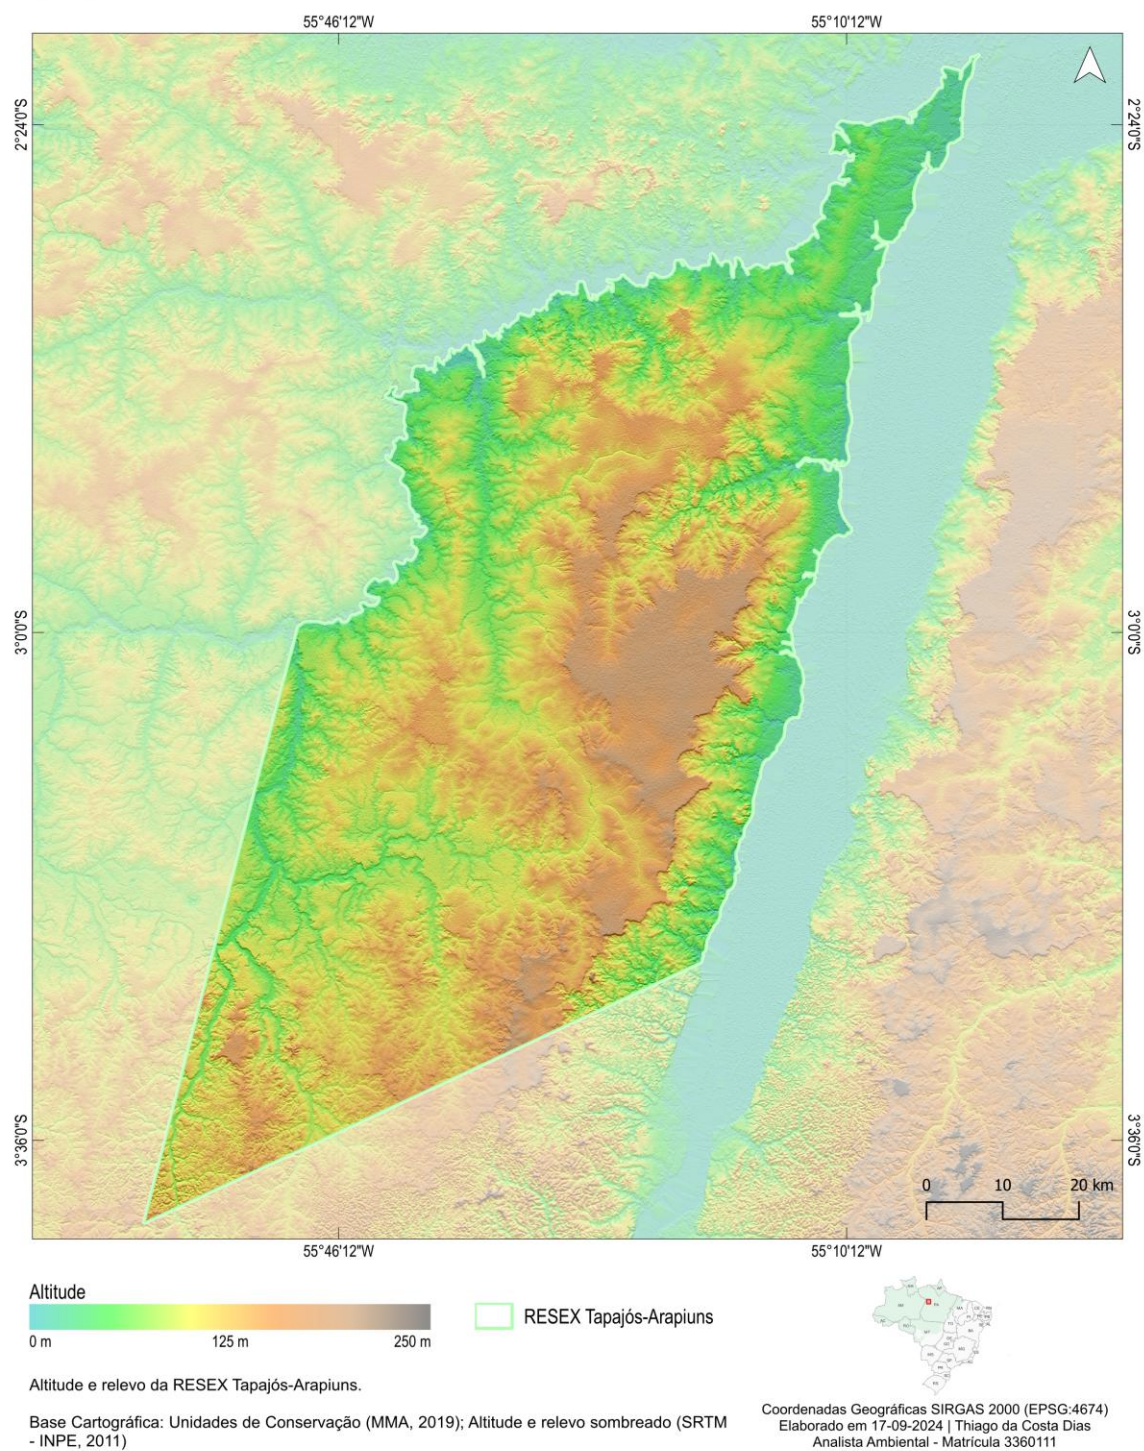 55°46'12"W 55°10'12"W
2°24'0"S 2°24'0"S
3°0'0"S 3°0'0"S
3°36'0"S 3°36'0"S
0 10 20 km
55°46'12"W 55°10'12"W
Altitude
0 m 125 m 250 m
RESEX Tapajós-Arapiuns
Altitude e relevo da RESEX Tapajós-Arapiuns.
Base Cartográfica: Unidades de Conservação (MMA, 2019); Altitude e relevo sombreado (SRTM
- INPE, 2011)
Coordenadas Geográficas SIRGAS 2000 (EPSG:4674)
Elaborado em 17-09-2024 | Thiago da Costa Dias
Analista Ambiental - Matrícula 3360111